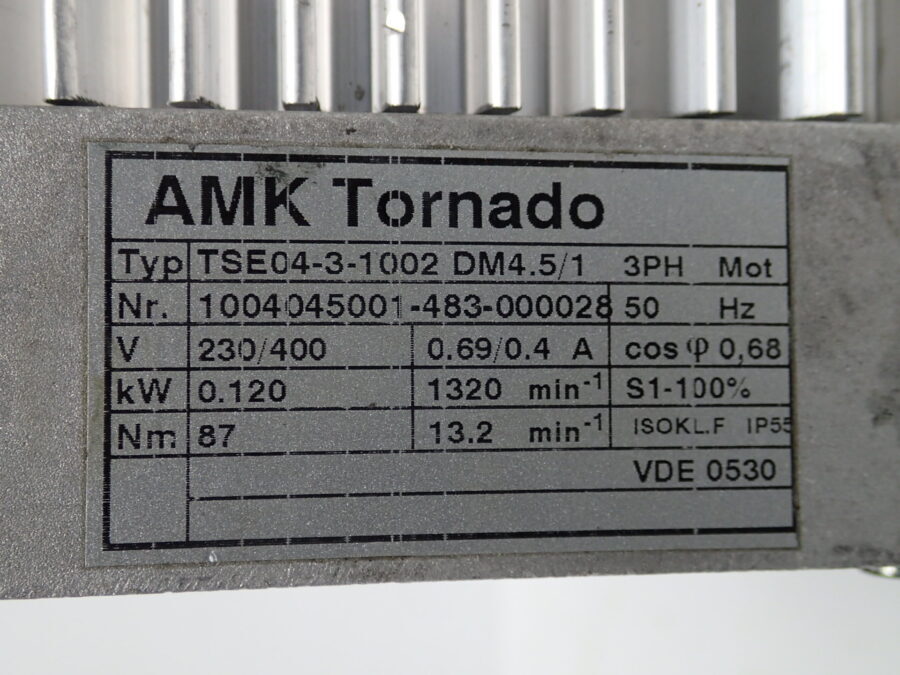 AMK Tornado
Typ TSE04-3-1002 DM4.5/1 3PH Mot
Nr. 1004045001-483-000028 50 Hz
V 230/400 0.69/0.4 A cos φ 0,68
kW 0.120 1320 min-1 S1-100%
Nm 87 13.2 min-1 ISOKL.F IP55
VDE 0530